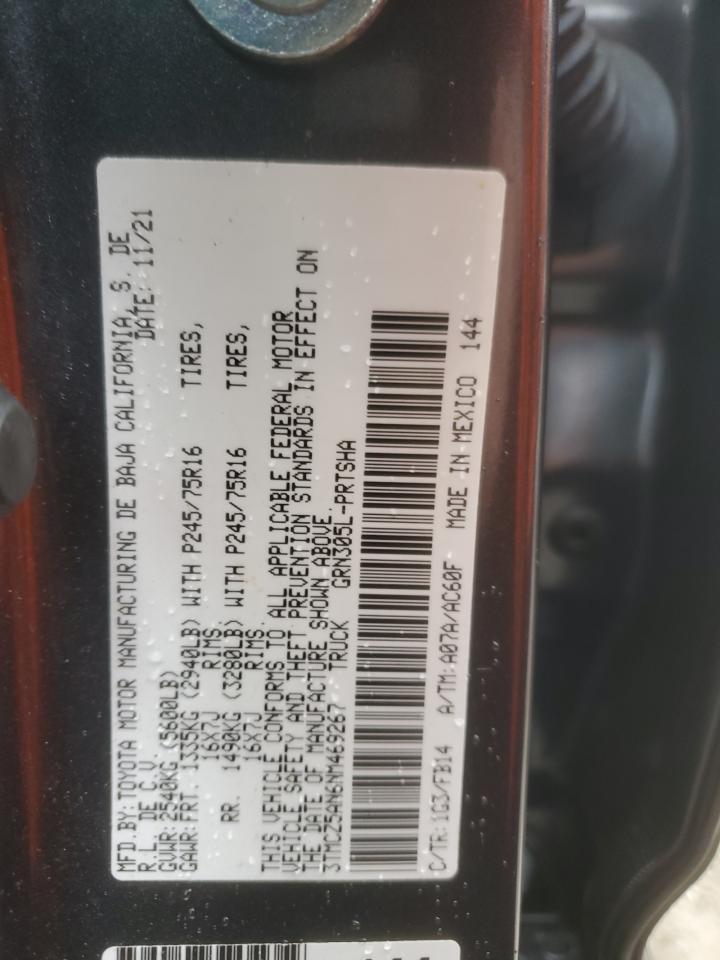 MFD.BY:TOYOTA MOTOR MANUFACTURING DE BAJA CALIFORNIA, S. DE
R.L. DE C.V. DATE: 11/21
GVWR:2540KG (5600LB)
GAWR:FRT. 1335KG (2940LB) WITH P245/75R16 TIRES,
16X7J RIMS.
RR. 1490KG (3280LB) WITH P245/75R16 TIRES,
16X7J RIMS.
THIS VEHICLE CONFORMS TO ALL APPLICABLE FEDERAL MOTOR
VEHICLE SAFETY AND THEFT PREVENTION STANDARDS IN EFFECT ON
THE DATE OF MANUFACTURE SHOWN ABOVE.
3TMCZ5AN6NM469267 TRUCK GRN305L-PRTSHA
C/TR:1G3/FB14 A/TM:A07A/AC60F MADE IN MEXICO 144